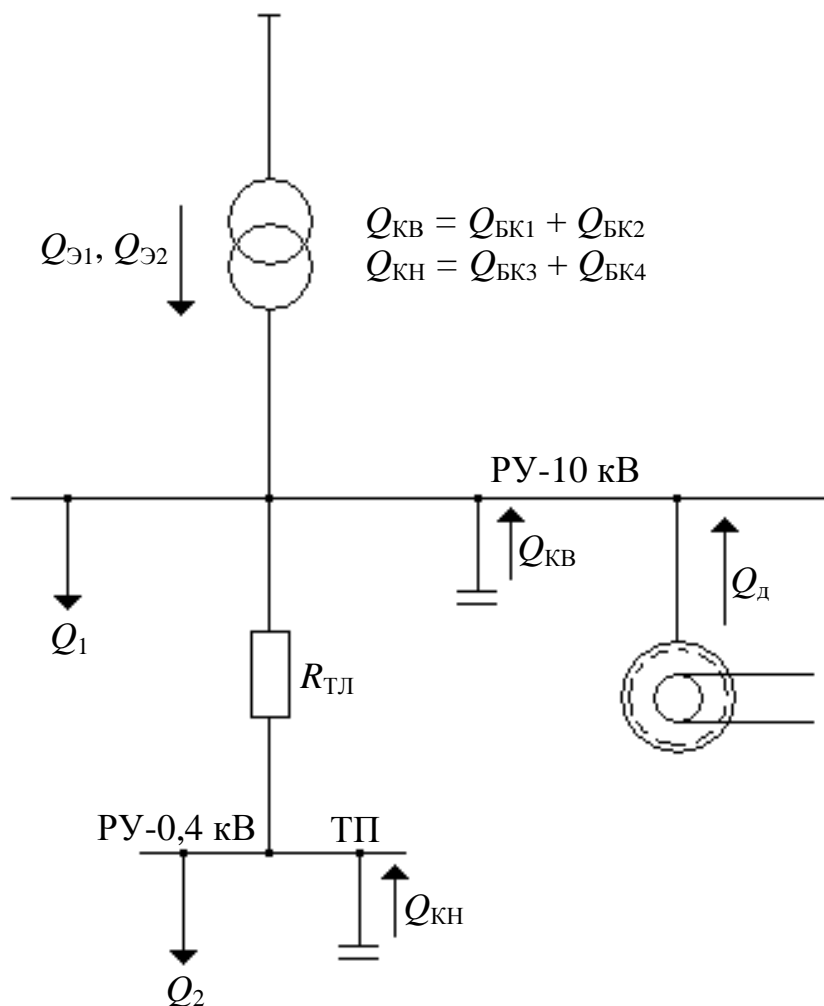 Q_КВ = Q_БК1 + Q_БК2
Q_Э1, Q_Э2
Q_КН = Q_БК3 + Q_БК4
РУ-10 кВ
Q_КВ
Q_д
Q_1
R_ТЛ
РУ-0,4 кВ ТП
Q_КН
Q_2